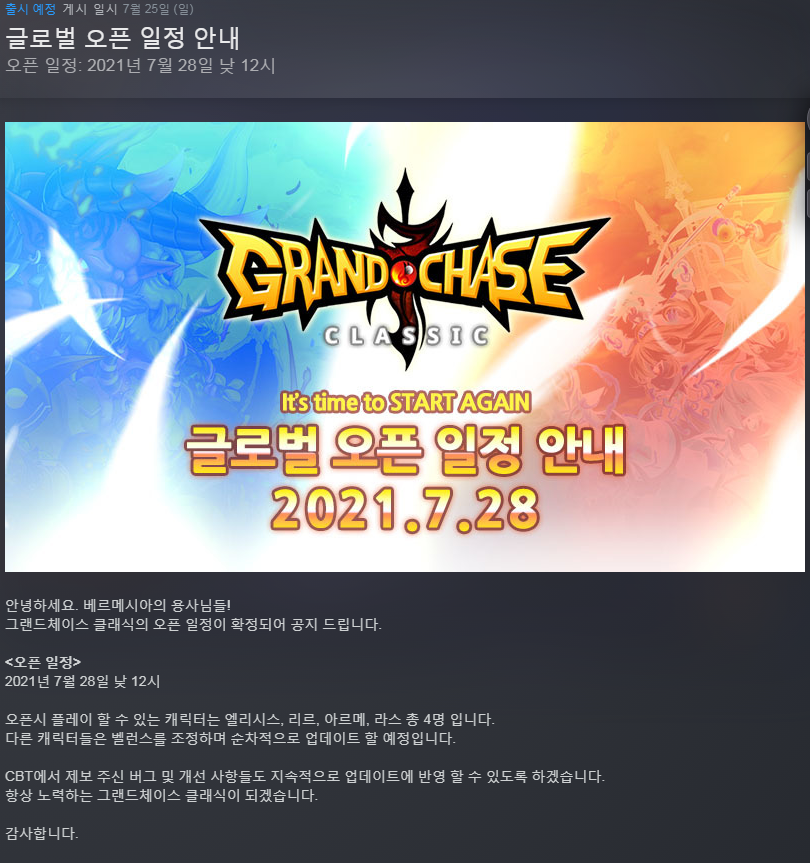 출시 예정 게시 일시 7월 25일 (일)
글로벌 오픈 일정 안내
오픈 일정: 2021년 7월 28일 낮 12시
GRAND CHASE
CLASSIC
It's time to START AGAIN
글로벌 오픈 일정 안내
2021.7.28
안녕하세요. 베르메시아의 용사님들!
그랜드체이스 클래식의 오픈 일정이 확정되어 공지 드립니다.
<오픈 일정>
2021년 7월 28일 낮 12시
오픈시 플레이 할 수 있는 캐릭터는 엘리시스, 리르, 아르메, 라스 총 4명 입니다.
다른 캐릭터들은 벨런스를 조정하며 순차적으로 업데이트 할 예정입니다.
CBT에서 제보 주신 버그 및 개선 사항들도 지속적으로 업데이트에 반영 할 수 있도록 하겠습니다.
항상 노력하는 그랜드체이스 클래식이 되겠습니다.
감사합니다.